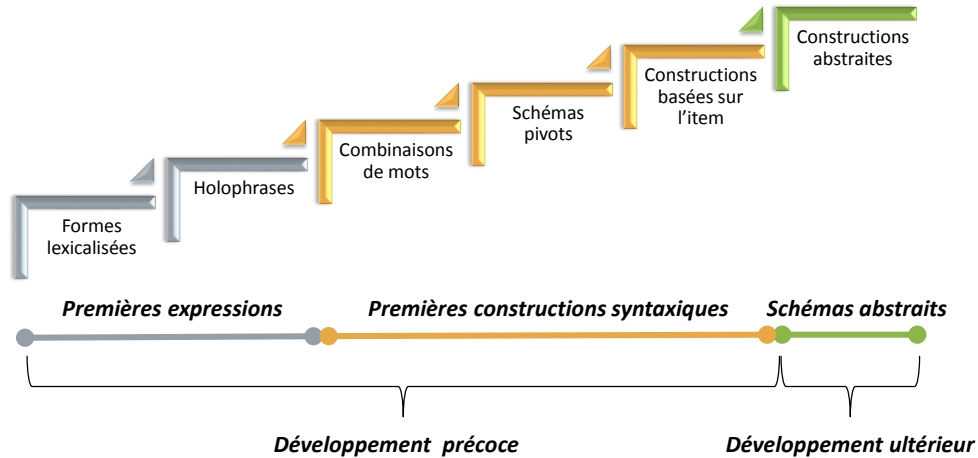 Formes
lexicalisées
Holophrases
Combinaisons
de mots
Schémas
pivots
Constructions
basées sur
l'item
Constructions
abstraites
Premières expressions
Premières constructions syntaxiques
Schémas abstraits
Développement précoce
Développement ultérieur